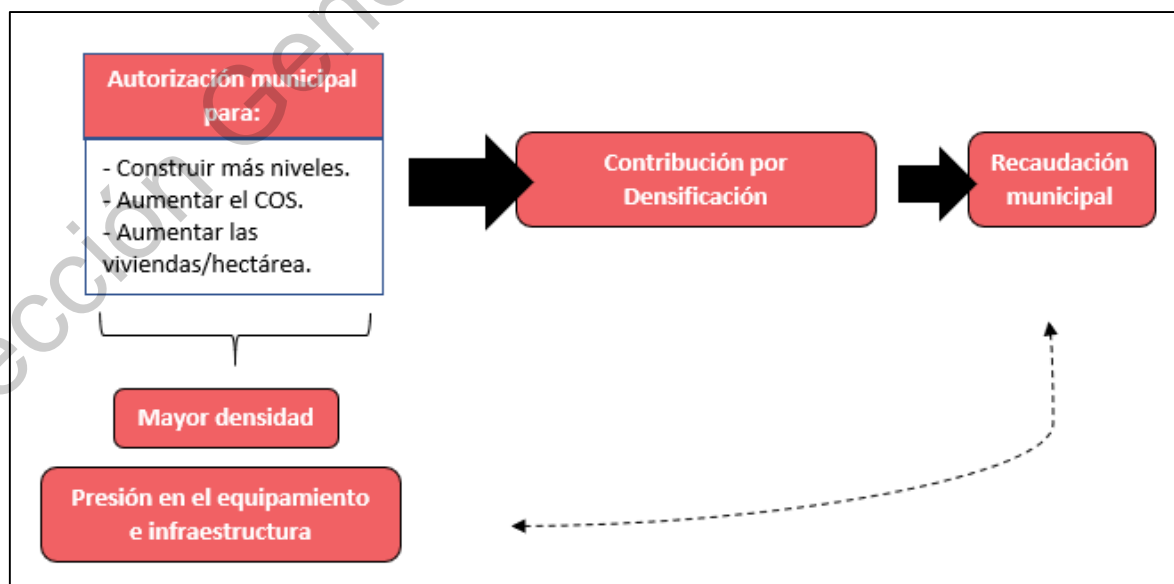 Autorización municipal
para:
- Construir más niveles.
- Aumentar el COS.
- Aumentar las
viviendas/hectárea.
Contribución por
Densificación
Recaudación
municipal
Mayor densidad
Presión en el equipamiento
e infraestructura